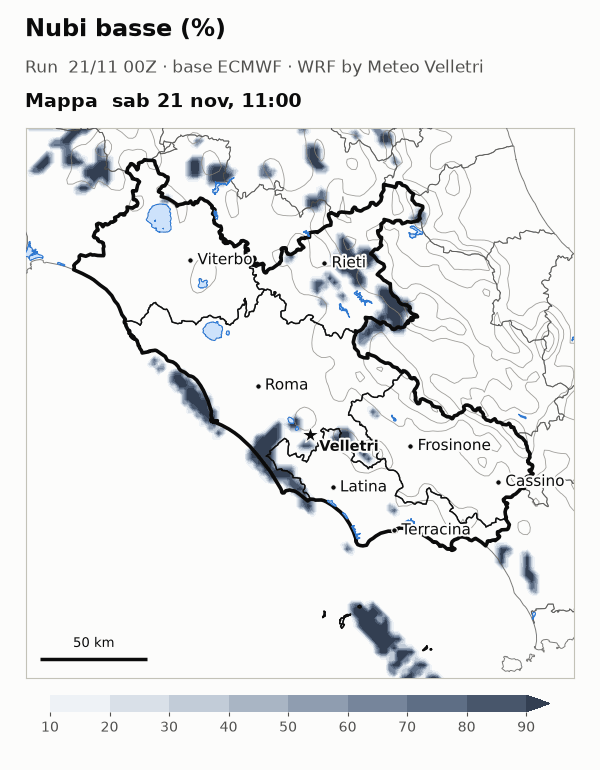 Nubi basse (%)
Run  21/11 00Z · base ECMWF · WRF by Meteo Velletri
Mappa  sab 21 nov, 11:00
Viterbo
Rieti
Roma
Velletri
Frosinone
Latina
Cassino
Terracina
50 km
10 20 30 40 50 60 70 80 90